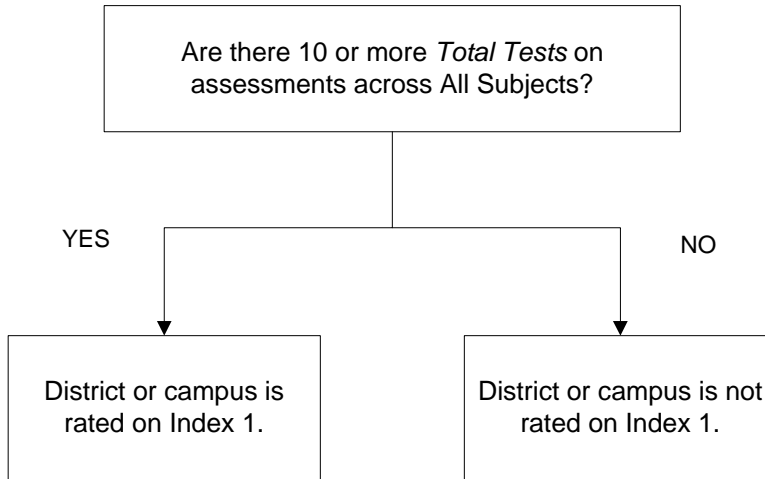 Are there 10 or more Total Tests on
assessments across All Subjects?
YES
NO
District or campus is
rated on Index 1.
District or campus is not
rated on Index 1.